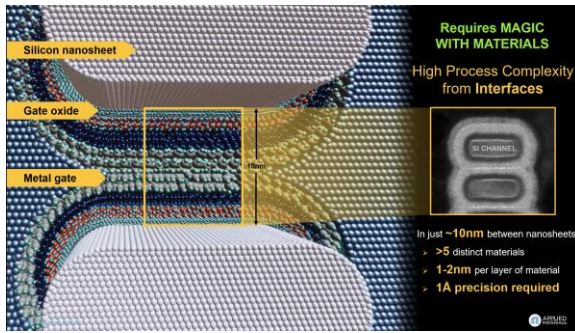 Silicon nanosheet
Gate oxide
Metal gate
10nm
Requires MAGIC
WITH MATERIALS
High Process Complexity
from Interfaces
SI CHANNEL
In just ~10nm between nanosheets
> >5 distinct materials
> 1-2nm per layer of material
> 1Å precision required
APPLIED
MATERIALS